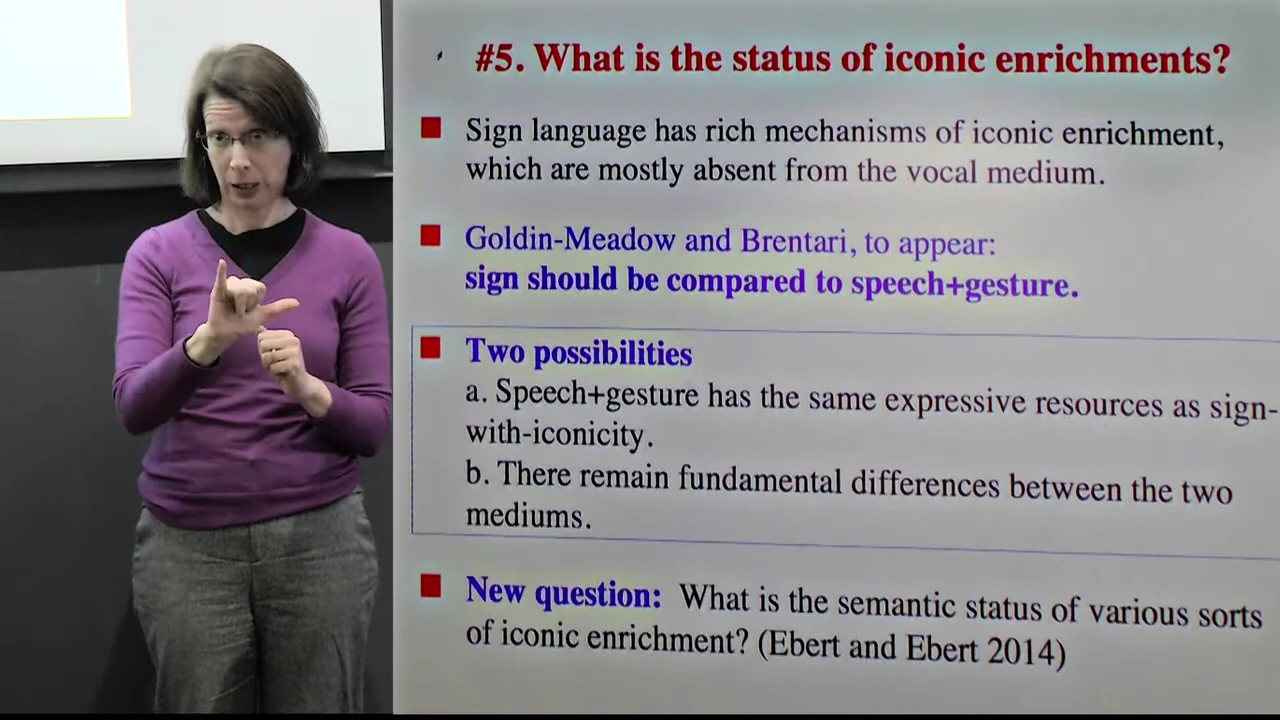 #5. What is the status of iconic enrichments?
Sign language has rich mechanisms of iconic enrichment,
which are mostly absent from the vocal medium.
Goldin-Meadow and Brentari, to appear:
sign should be compared to speech+gesture.
Two possibilities
a. Speech+gesture has the same expressive resources as sign-
with-iconicity.
b. There remain fundamental differences between the two
mediums.
New question: What is the semantic status of various sorts
of iconic enrichment? (Ebert and Ebert 2014)